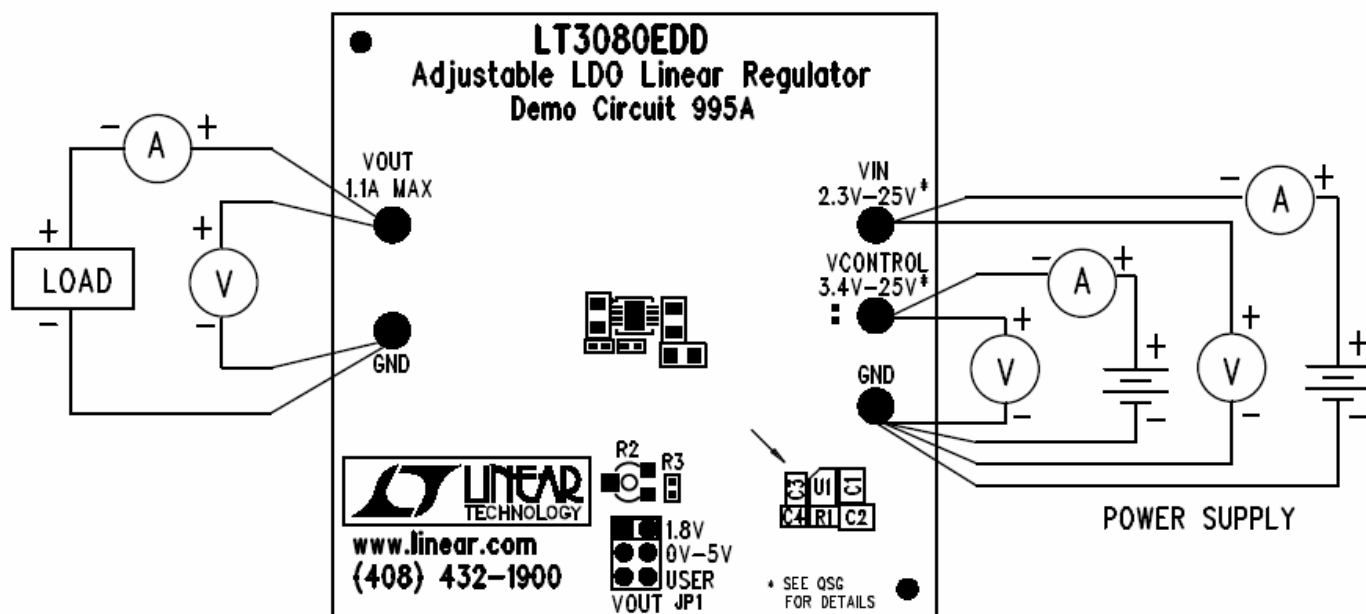 LT3080EDD
Adjustable LDO Linear Regulator
Demo Circuit 995A
- A +
VOUT
1.1A MAX
+ LOAD -
+ V -
GND
VIN
2.3V-25V*
- A +
VCONTROL
3.4V-25V*
- A +
GND
+ V -
+ -
+ V -
+ -
POWER SUPPLY
R2
R3
C3 U1 C1
C4 R1 C2
LINEAR
TECHNOLOGY
www.linear.com
(408) 432-1900
1.8V
0V-5V
USER
VOUT JP1
* SEE QSG
FOR DETAILS